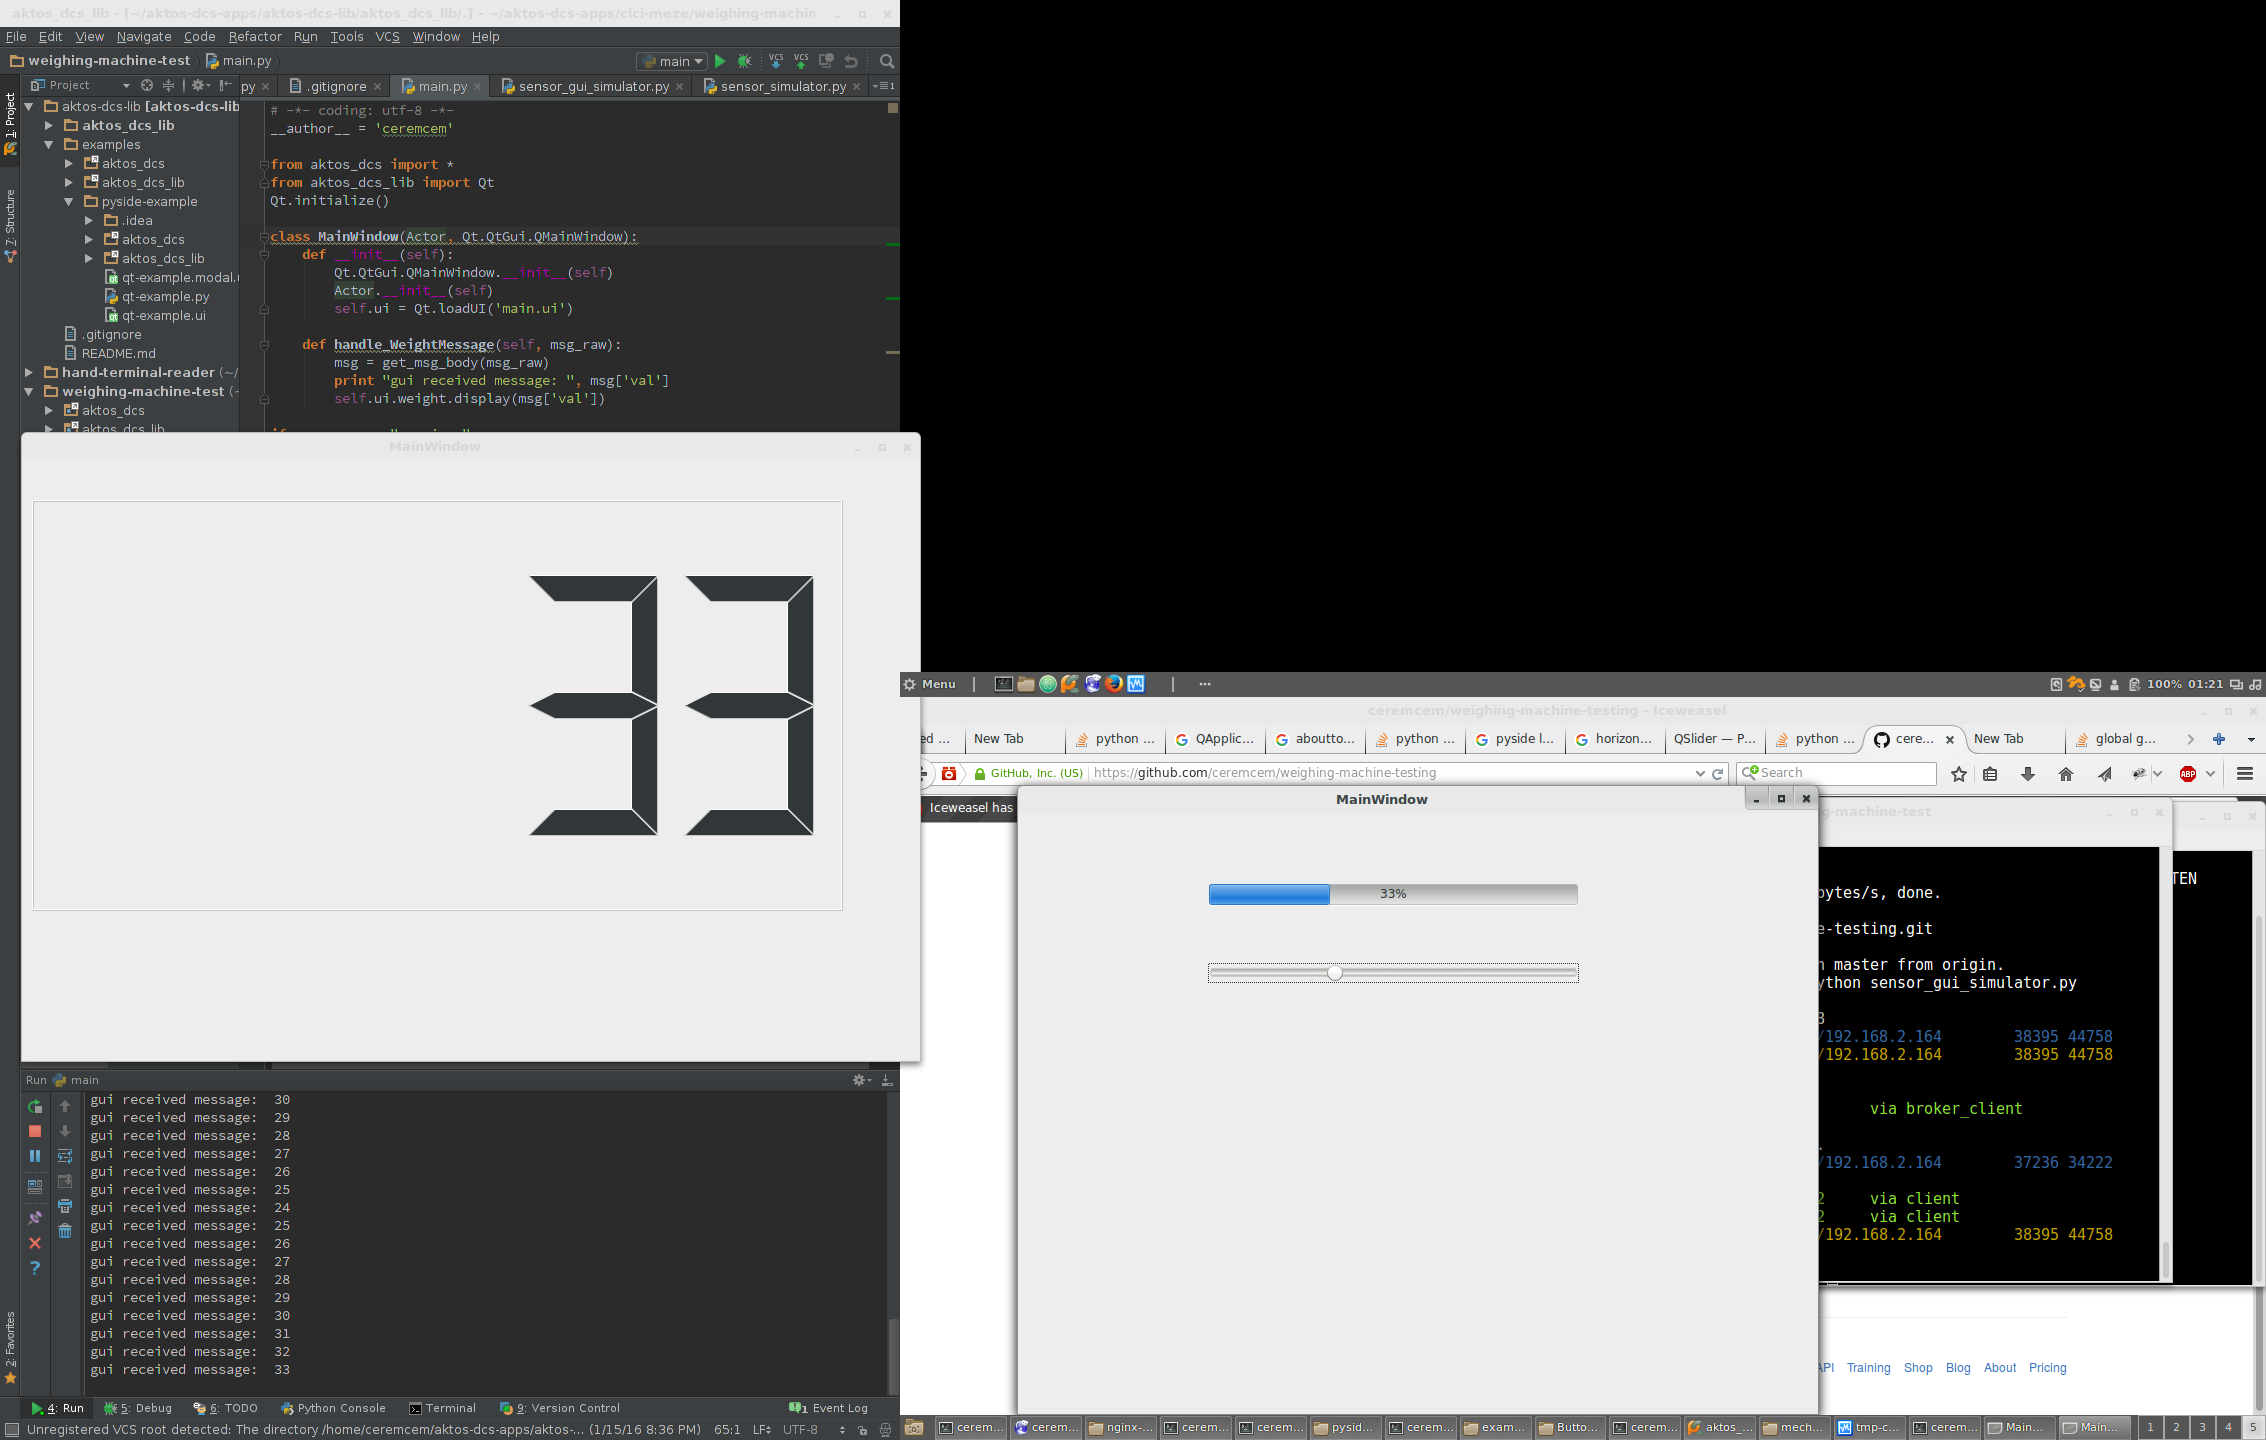 aktos_dcs_lib - [~/aktos-dcs-apps/aktos-dcs-lib/aktos_dcs_lib/.] - ~/aktos-dcs-apps/cici-meze/weighing-machin
File Edit View Navigate Code Refactor Run Tools VCS Window Help
weighing-machine-test main.py main
Project py .gitignore main.py sensor_gui_simulator.py sensor_simulator.py
1: Project
7: Structure
2: Favorites
aktos-dcs-lib [aktos-dcs-lib
aktos_dcs_lib
examples
aktos_dcs
aktos_dcs_lib
pyside-example
.idea
aktos_dcs
aktos_dcs_lib
qt-example.modal.
qt-example.py
qt-example.ui
.gitignore
README.md
hand-terminal-reader (~/
weighing-machine-test (~
aktos_dcs
aktos_dcs_lib
# -*- coding: utf-8 -*-
__author__ = 'ceremcem'
from aktos_dcs import *
from aktos_dcs_lib import Qt
Qt.initialize()
class MainWindow(Actor, Qt.QtGui.QMainWindow):
def __init__(self):
Qt.QtGui.QMainWindow.__init__(self)
Actor.__init__(self)
self.ui = Qt.loadUI('main.ui')
def handle_WeightMessage(self, msg_raw):
msg = get_msg_body(msg_raw)
print "gui received message: ", msg['val']
self.ui.weight.display(msg['val'])
MainWindow
33
Run main
gui received message:  30
gui received message:  29
gui received message:  28
gui received message:  27
gui received message:  26
gui received message:  25
gui received message:  24
gui received message:  25
gui received message:  26
gui received message:  27
gui received message:  28
gui received message:  29
gui received message:  30
gui received message:  31
gui received message:  32
gui received message:  33
4: Run 5: Debug 6: TODO Python Console Terminal 9: Version Control 1 Event Log
Unregistered VCS root detected: The directory /home/ceremcem/aktos-dcs-apps/aktos-... (1/15/16 8:36 PM) 65:1 LF UTF-8
Menu 100% 01:21
ceremcem/weighing-machine-testing - Iceweasel
ed ... New Tab python ... QApplic... aboutto... python ... pyside l... horizon... QSlider — P... python ... cere... New Tab global g...
GitHub, Inc. (US) https://github.com/ceremcem/weighing-machine-testing Search ABP
Iceweasel has
MainWindow
33%
g-machine-test
TEN
bytes/s, done.
e-testing.git
n master from origin.
ython sensor_gui_simulator.py
/192.168.2.164 38395 44758
/192.168.2.164 38395 44758
via broker_client
/192.168.2.164 37236 34222
2 via client
2 via client
/192.168.2.164 38395 44758
API Training Shop Blog About Pricing
cerem... cerem... nginx-... cerem... cerem... pysid... cerem... exam... Butto... cerem... aktos_... mech... tmp-c... cerem... Main... Main... 1 2 3 4 5